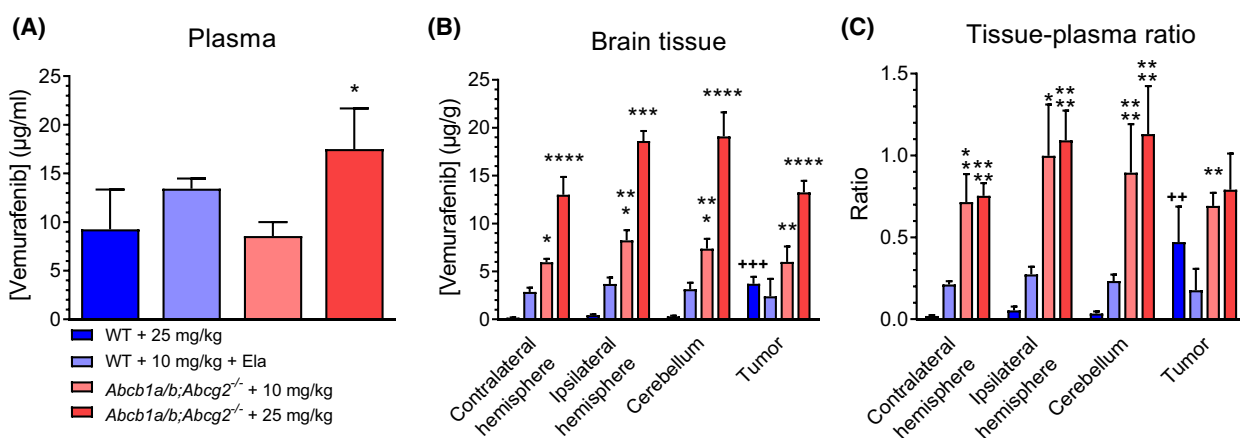 (A)
Plasma
[Vemurafenib] (µg/ml)
25
20
15
10
5
0
*
WT + 25 mg/kg
WT + 10 mg/kg + Ela
Abcb1a/b;Abcg2-/- + 10 mg/kg
Abcb1a/b;Abcg2-/- + 25 mg/kg
(B)
Brain tissue
[Vemurafenib] (µg/g)
25
20
15
10
5
0
*
****
**
*
***
**
*
****
+++
**
****
Contralateral
hemisphere
Ipsilateral
hemisphere
Cerebellum
Tumor
(C)
Tissue-plasma ratio
Ratio
1.5
1.0
0.5
0.0
*
**
**
**
*
**
**
**
**
**
**
++
**
Contralateral
hemisphere
Ipsilateral
hemisphere
Cerebellum
Tumor